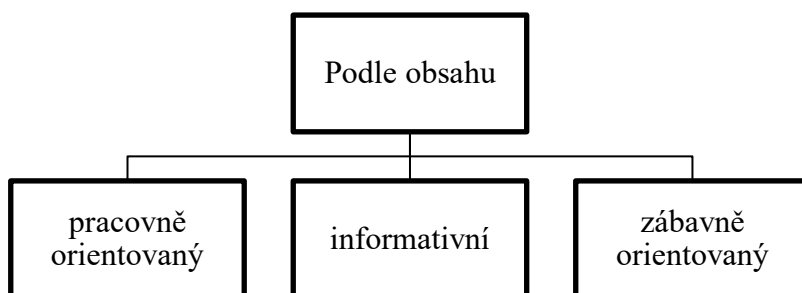 Podle obsahu
pracovně
orientovaný
informativní
zábavně
orientovaný